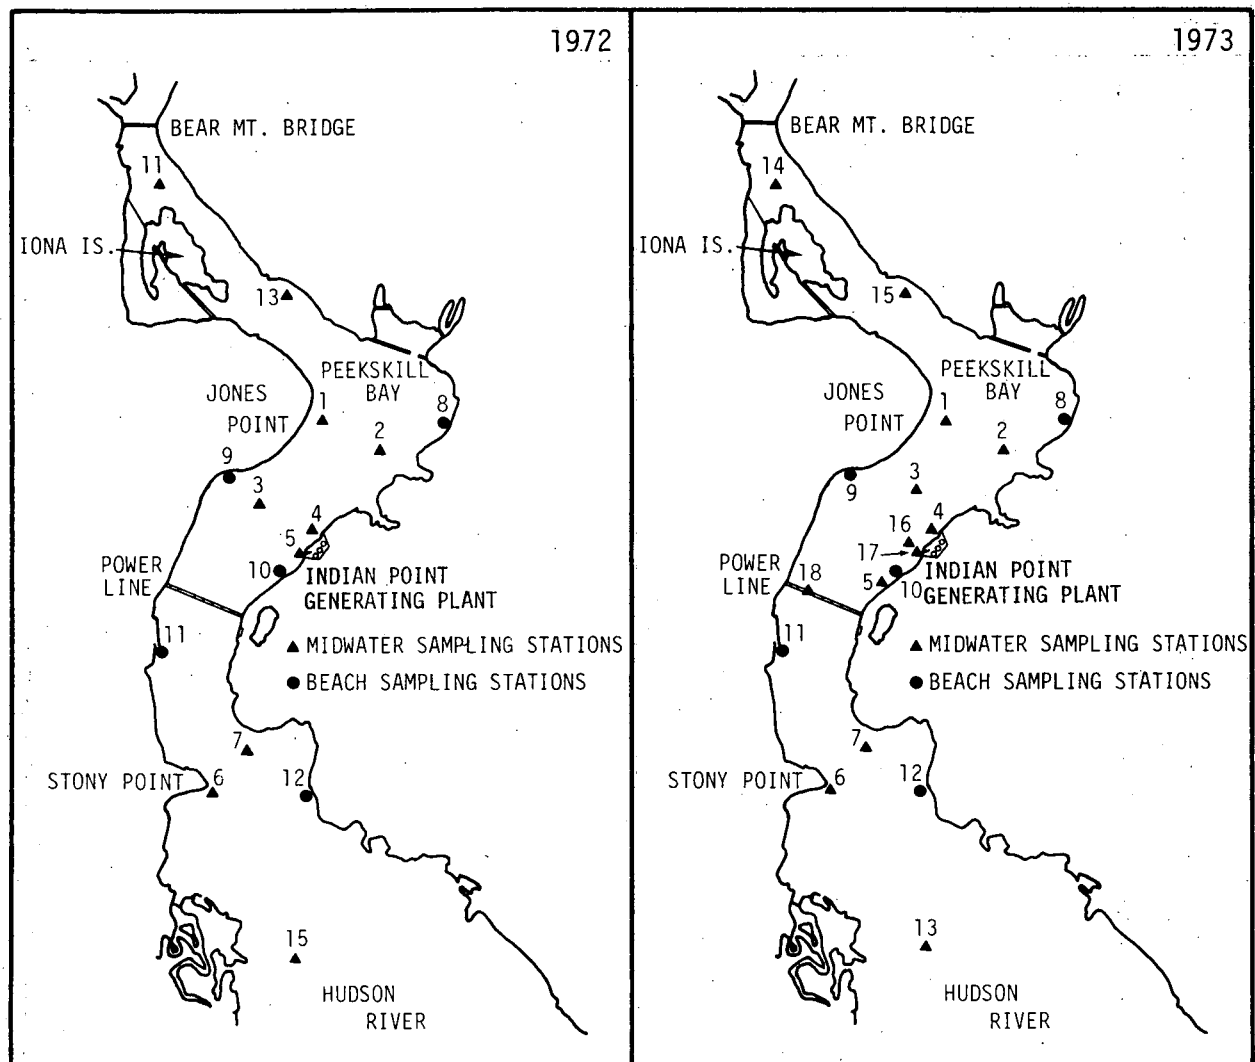 1972
BEAR MT. BRIDGE
11
IONA IS.
13
PEEKSKILL
BAY
JONES
POINT
1
8
2
9
3
4
5
10
POWER
LINE
INDIAN POINT
GENERATING PLANT
11
▲ MIDWATER SAMPLING STATIONS
● BEACH SAMPLING STATIONS
7
STONY POINT
6
12
15
HUDSON
RIVER
1973
BEAR MT. BRIDGE
14
IONA IS.
15
PEEKSKILL
BAY
JONES
POINT
1
8
2
3
9
4
16
17
POWER
LINE
18
5
10
INDIAN POINT
GENERATING PLANT
11
▲ MIDWATER SAMPLING STATIONS
● BEACH SAMPLING STATIONS
7
STONY POINT
6
12
13
HUDSON
RIVER